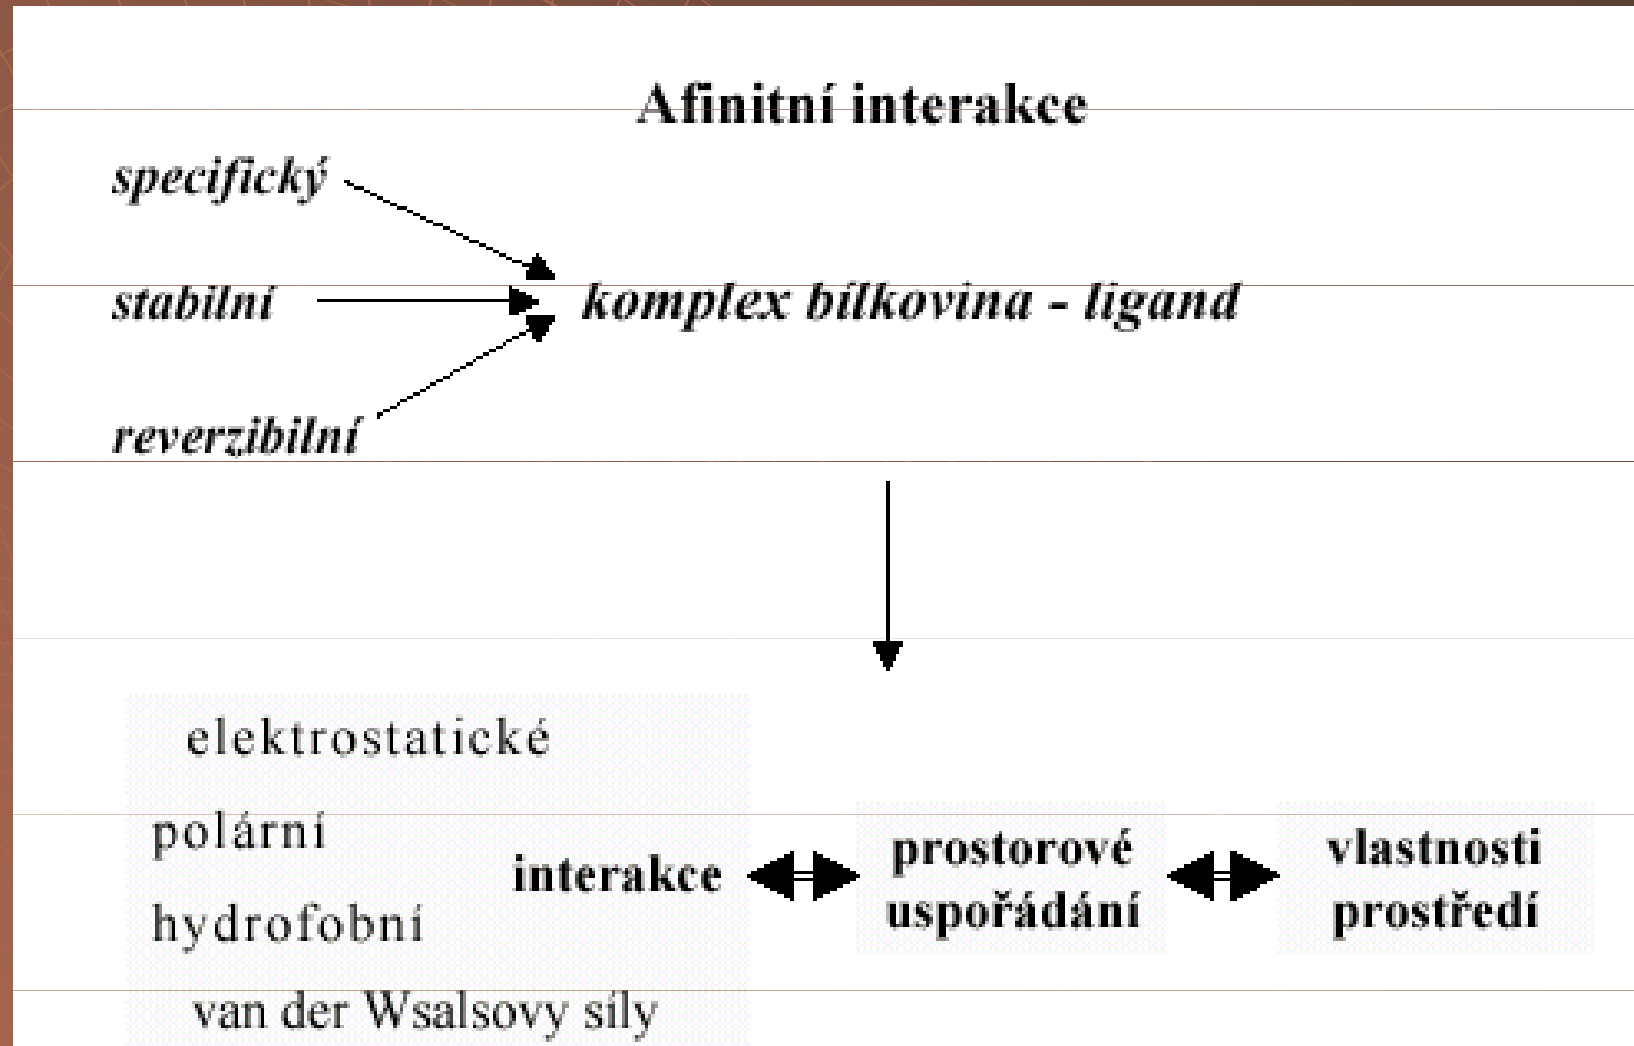 Afinitní interakce
specifický
stabilní
komplex bílkovina - ligand
reverzibilní
elektrostatické
polární
hydrofobní
van der Wsalsovy síly
interakce
prostorové
uspořádání
vlastnosti
prostředí